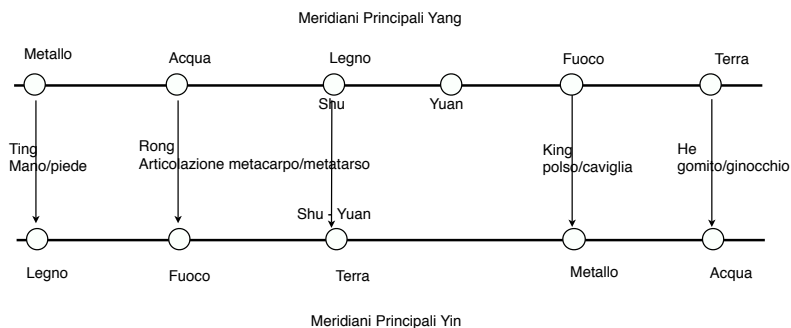 Meridiani Principali Yang
Metallo
Acqua
Legno
Fuoco
Terra
Shu
Yuan
Ting
Mano/piede
Rong
Articolazione metacarpo/metatarso
King
polso/caviglia
He
gomito/ginocchio
Shu - Yuan
Legno
Fuoco
Terra
Metallo
Acqua
Meridiani Principali Yin